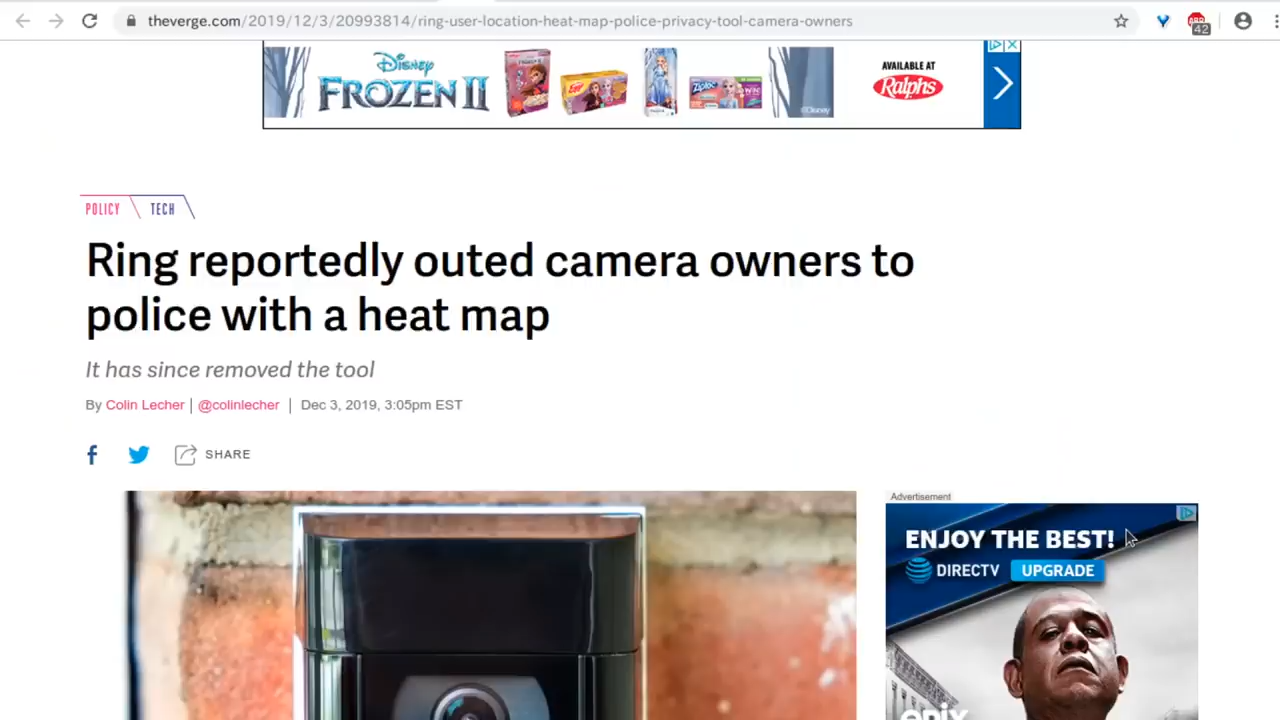 theverge.com/2019/12/3/20993814/ring-user-location-heat-map-police-privacy-tool-camera-owners
42
Disney
FROZEN II
AVAILABLE AT
Ralphs
©Disney
POLICY
TECH
Ring reportedly outed camera owners to
police with a heat map
It has since removed the tool
By Colin Lecher | @colinlecher | Dec 3, 2019, 3:05pm EST
SHARE
Advertisement
ENJOY THE BEST!
DIRECTV UPGRADE
epix